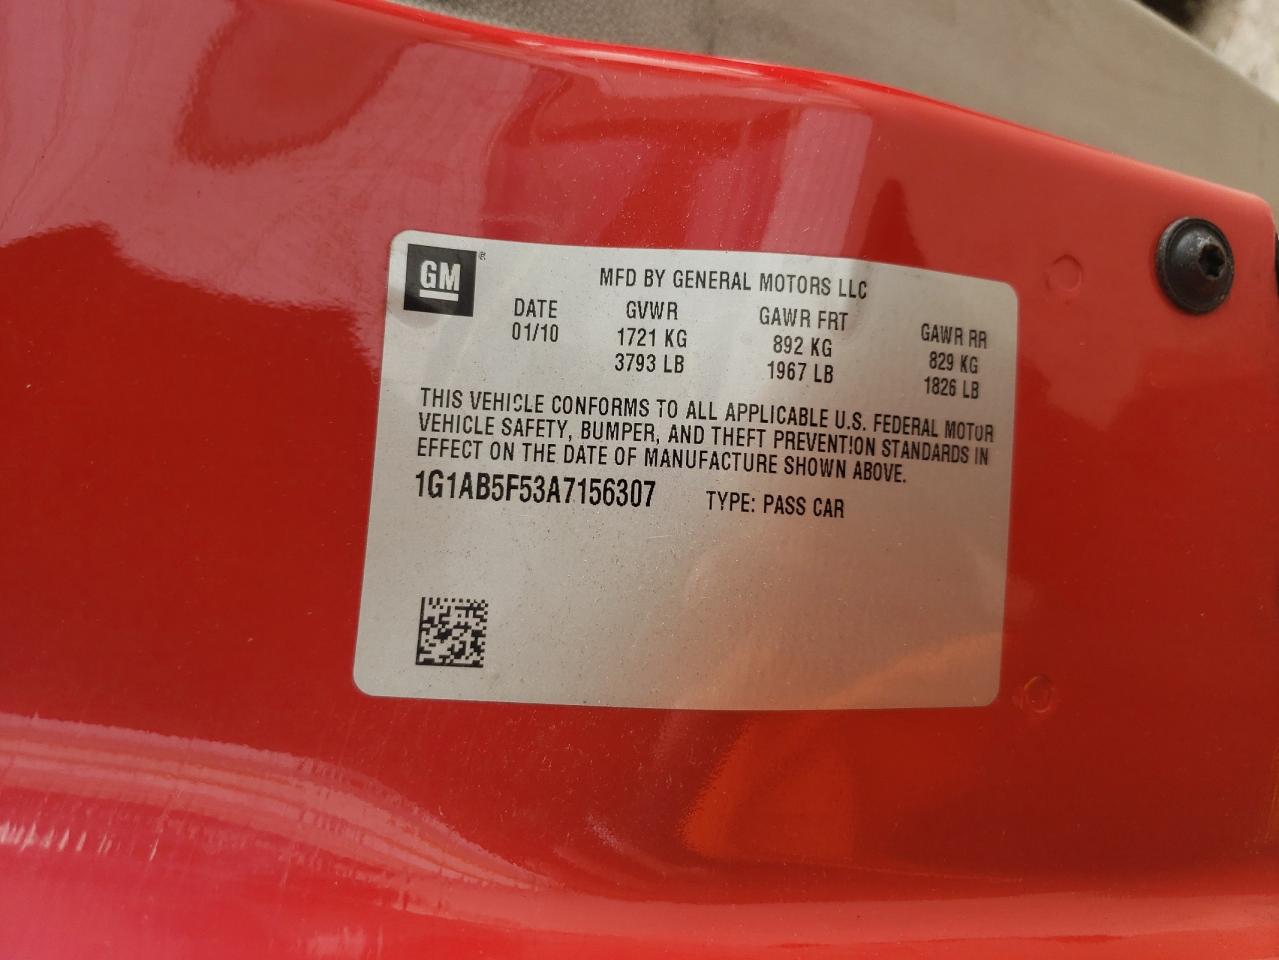 GM®
MFD BY GENERAL MOTORS LLC
DATE GVWR GAWR FRT GAWR RR
01/10 1721 KG 892 KG 829 KG
3793 LB 1967 LB 1826 LB
THIS VEHICLE CONFORMS TO ALL APPLICABLE U.S. FEDERAL MOTOR
VEHICLE SAFETY, BUMPER, AND THEFT PREVENTION STANDARDS IN
EFFECT ON THE DATE OF MANUFACTURE SHOWN ABOVE.
1G1AB5F53A7156307 TYPE: PASS CAR